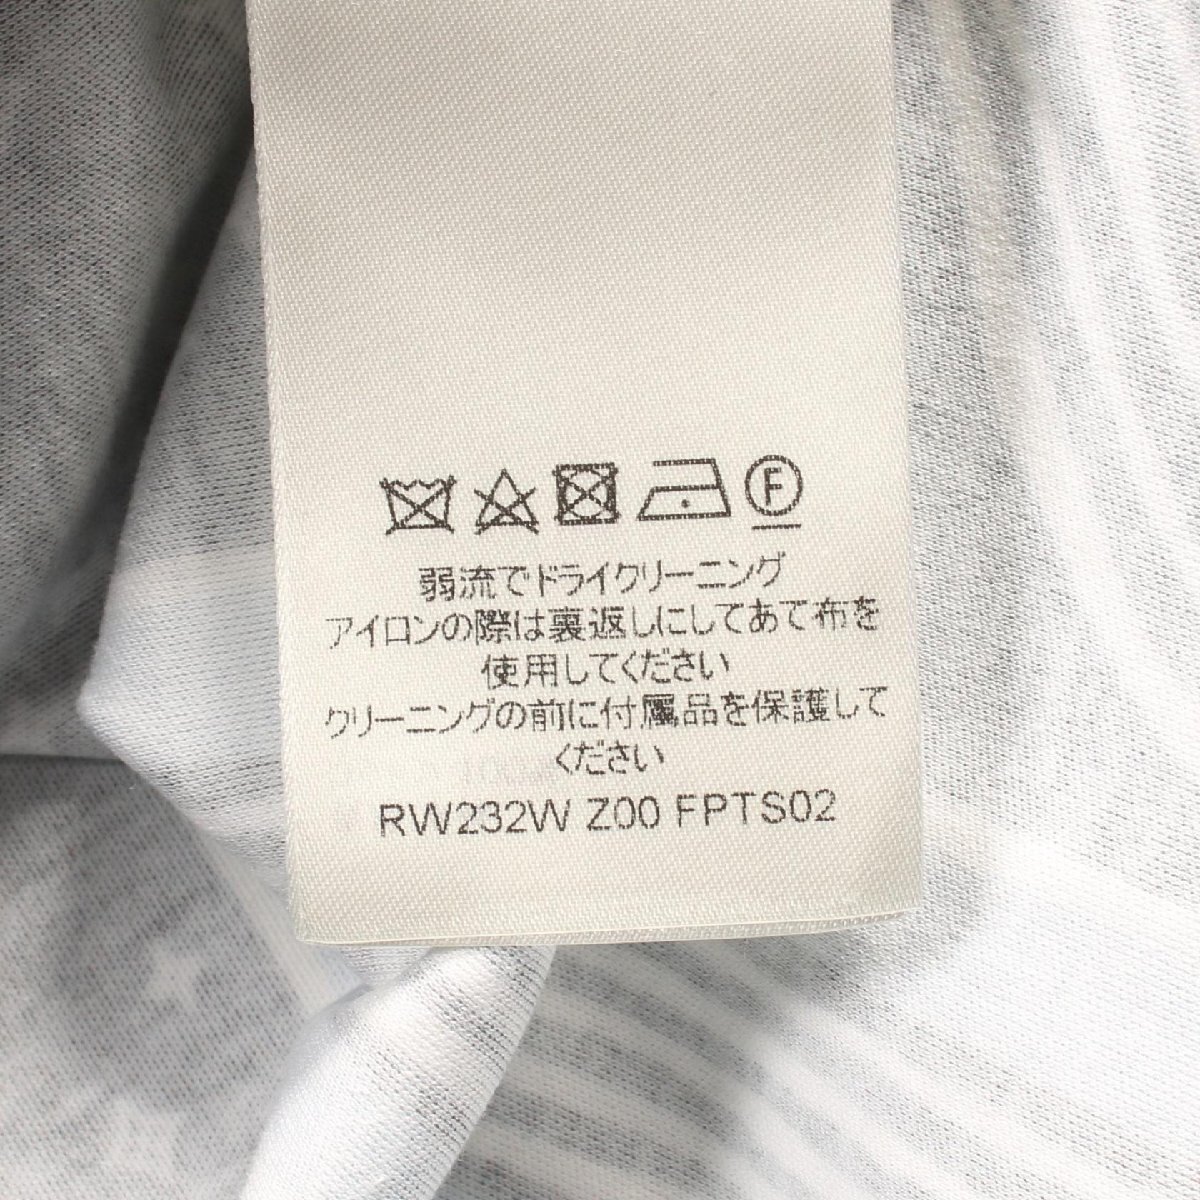 F
弱流でドライクリーニング
アイロンの際は裏返しにしてあて布を
使用してください
クリーニングの前に付属品を保護して
ください
RW232W Z00 FPTS02